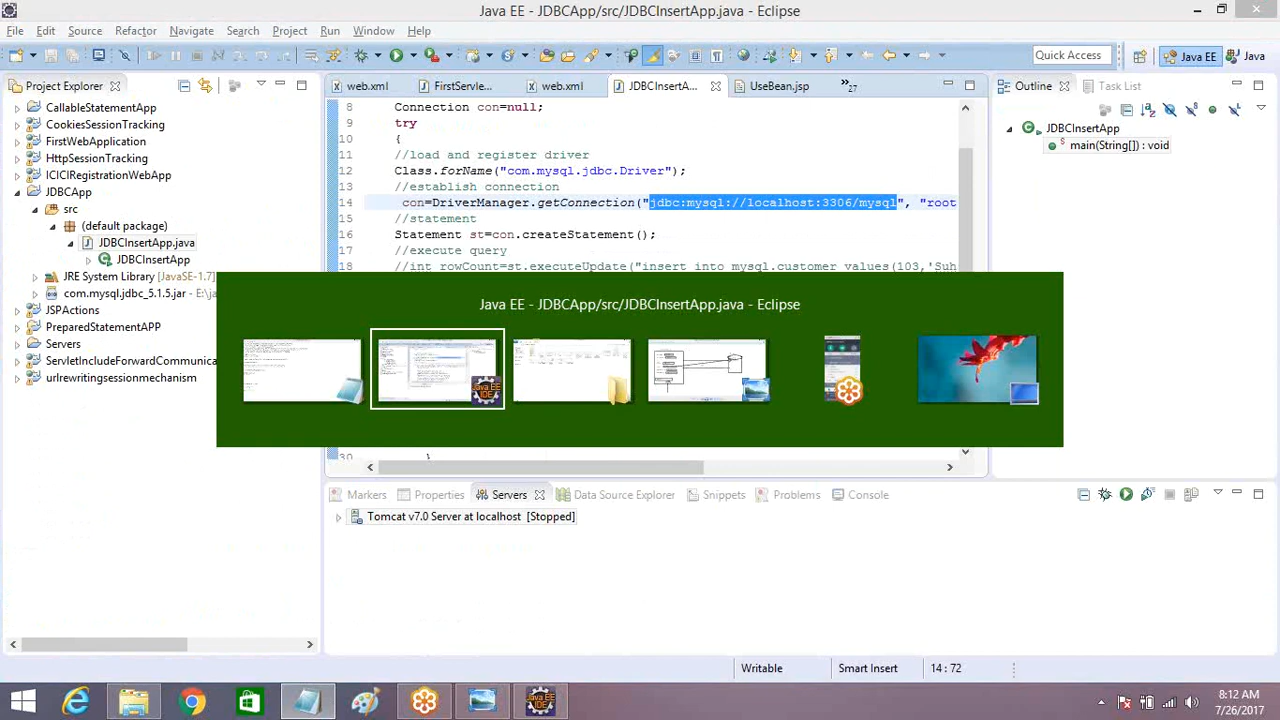 Java EE - JDBCApp/src/JDBCInsertApp.java - Eclipse
File Edit Source Refactor Navigate Search Project Run Window Help
Quick Access Java EE Java
Project Explorer
CallableStatementApp
CookiesSessionTracking
FirstWebApplication
HttpSessionTracking
ICICIRegistrationWebApp
JDBCApp
src
(default package)
JDBCInsertApp.java
JDBCInsertApp
JRE System Library [JavaSE-1.7]
com.mysql.jdbc_5.1.5.jar - E:\ja
JSPActions
PreparedStatementAPP
Servers
ServletIncludeForwardCommunica
urlrewritingsessionmechanism
web.xml FirstServle... web.xml JDBCInsertA... UseBean.jsp »27
8 Connection con=null;
9 try
10 {
11 //load and register driver
12 Class.forName("com.mysql.jdbc.Driver");
13 //establish connection
14 con=DriverManager.getConnection("jdbc:mysql://localhost:3306/mysql", "root
15 //statement
16 Statement st=con.createStatement();
17 //execute query
18 //int rowCount=st.executeUpdate("insert into mysql.customer values(103,'Suh
30 }
Outline Task List
JDBCInsertApp
main(String[]) : void
Java EE - JDBCApp/src/JDBCInsertApp.java - Eclipse
Java EE
IDE
Markers Properties Servers Data Source Explorer Snippets Problems Console
Tomcat v7.0 Server at localhost [Stopped]
Writable Smart Insert 14 : 72
Java EE
IDE
8:12 AM
7/26/2017